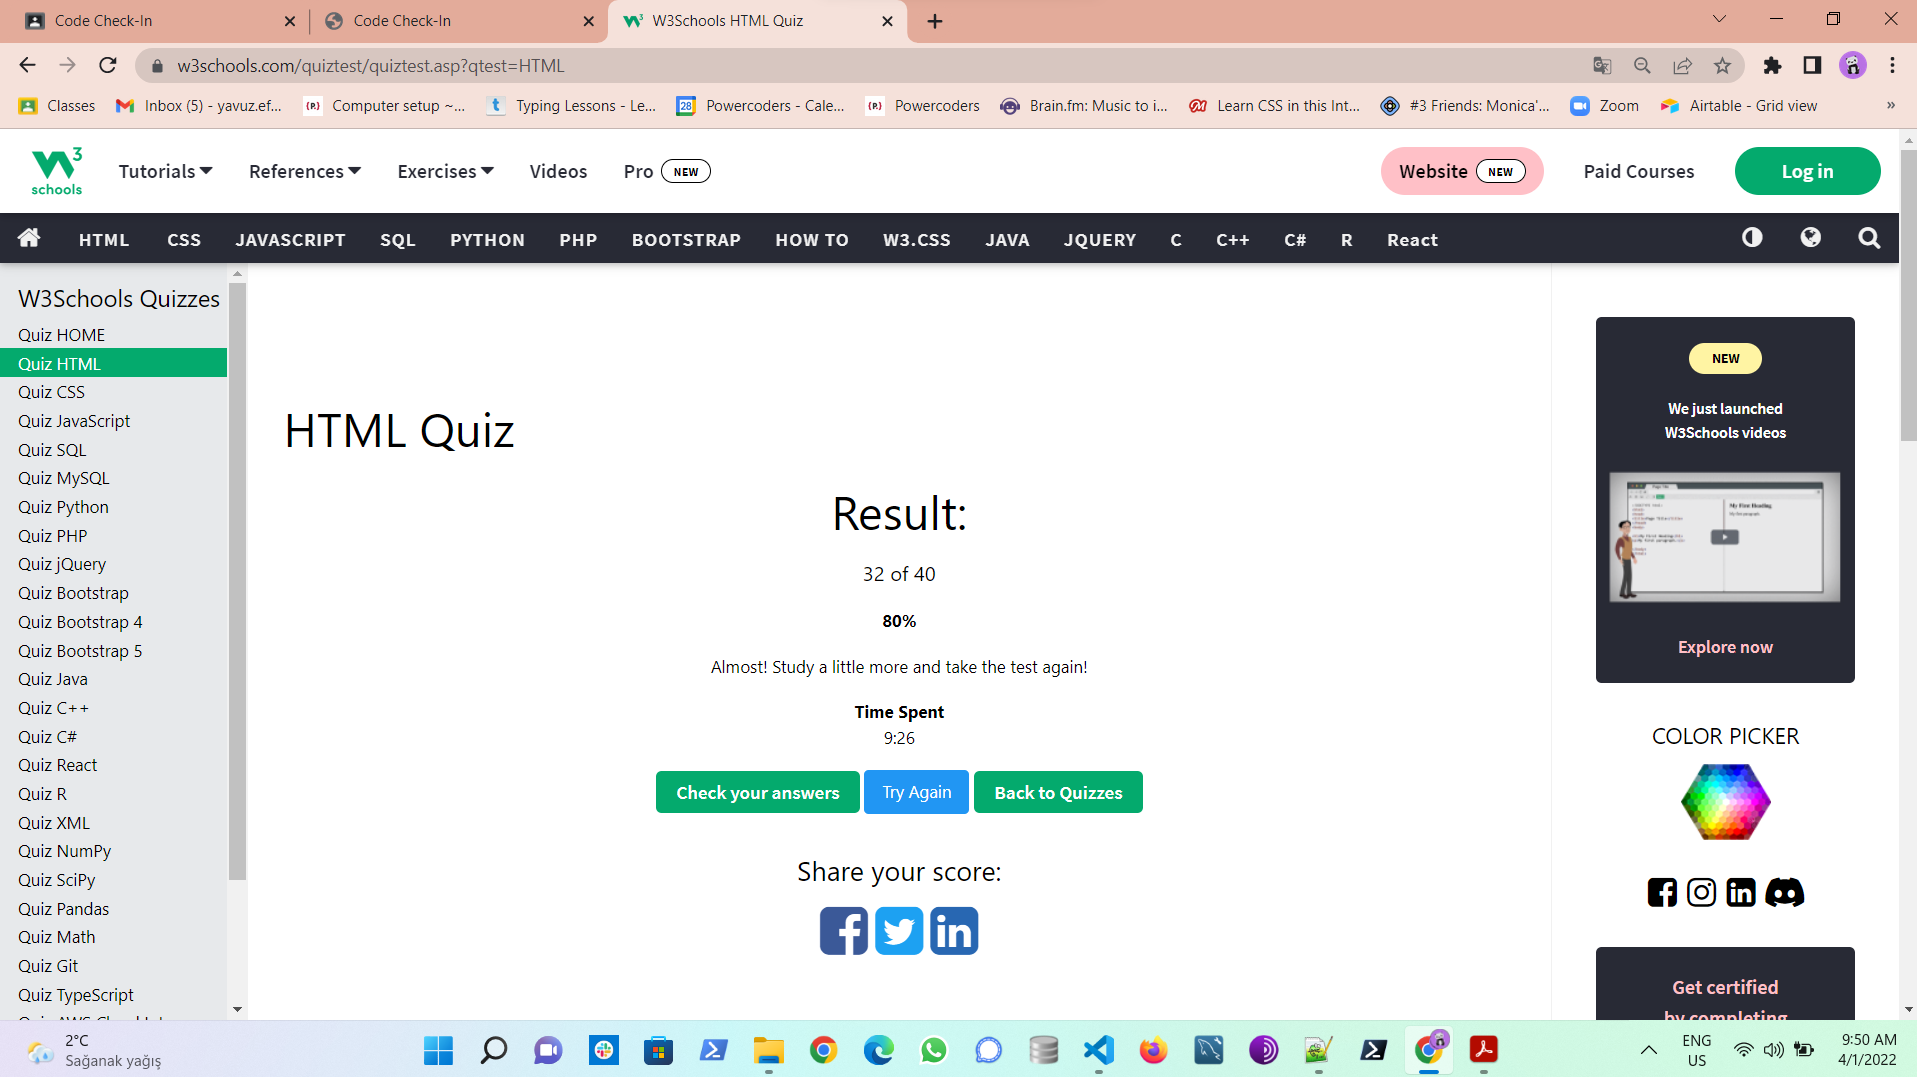 Code Check-In
Code Check-In
W3Schools HTML Quiz
w3schools.com/quiztest/quiztest.asp?qtest=HTML
Classes
Inbox (5) - yavuz.ef...
Computer setup ~...
Typing Lessons - Le...
Powercoders - Cale...
Powercoders
Brain.fm: Music to i...
Learn CSS in this Int...
#3 Friends: Monica'...
Zoom
Airtable - Grid view
»
W3 schools
Tutorials
References
Exercises
Videos
Pro NEW
Website NEW
Paid Courses
Log in
HTML
CSS
JAVASCRIPT
SQL
PYTHON
PHP
BOOTSTRAP
HOW TO
W3.CSS
JAVA
JQUERY
C
C++
C#
R
React
W3Schools Quizzes
Quiz HOME
Quiz HTML
Quiz CSS
Quiz JavaScript
Quiz SQL
Quiz MySQL
Quiz Python
Quiz PHP
Quiz jQuery
Quiz Bootstrap
Quiz Bootstrap 4
Quiz Bootstrap 5
Quiz Java
Quiz C++
Quiz C#
Quiz React
Quiz R
Quiz XML
Quiz NumPy
Quiz SciPy
Quiz Pandas
Quiz Math
Quiz Git
Quiz TypeScript
HTML Quiz
Result:
32 of 40
80%
Almost! Study a little more and take the test again!
Time Spent
9:26
Check your answers
Try Again
Back to Quizzes
Share your score:
NEW
We just launched
W3Schools videos
My First Heading
Explore now
COLOR PICKER
Get certified
by completing
2°C
Sağanak yağış
ENG
US
9:50 AM
4/1/2022